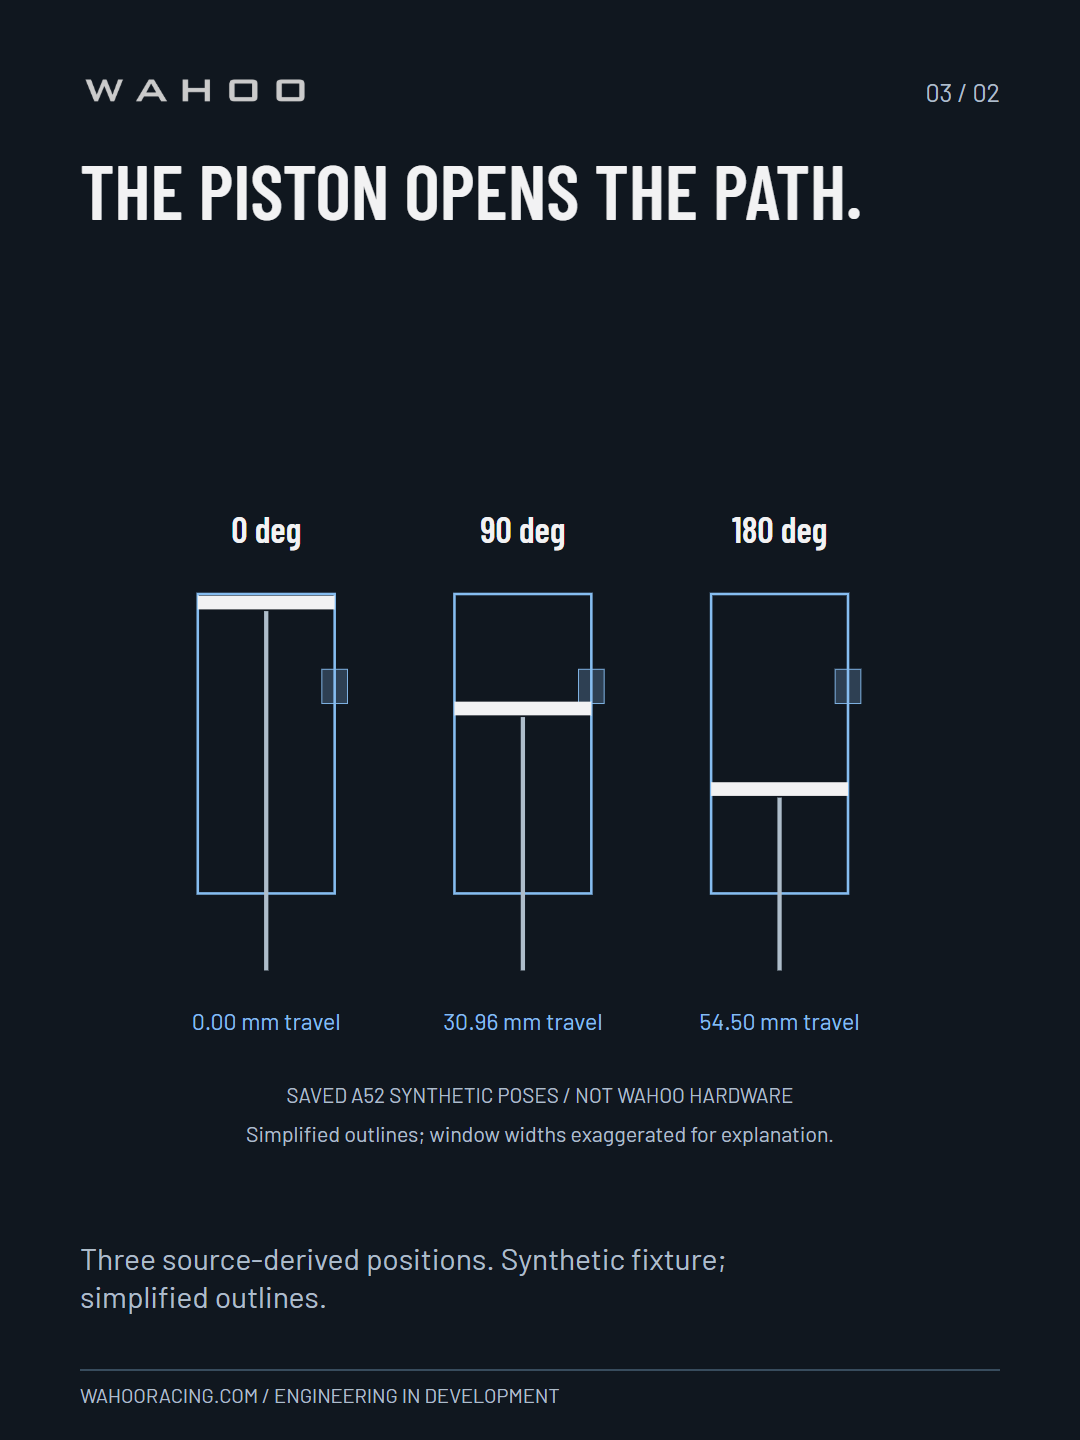 WAHOO
03 / 02
THE PISTON OPENS THE PATH.
0 deg
90 deg
180 deg
0.00 mm travel
30.96 mm travel
54.50 mm travel
SAVED A52 SYNTHETIC POSES / NOT WAHOO HARDWARE
Simplified outlines; window widths exaggerated for explanation.
Three source-derived positions. Synthetic fixture;
simplified outlines.
WAHOORACING.COM / ENGINEERING IN DEVELOPMENT